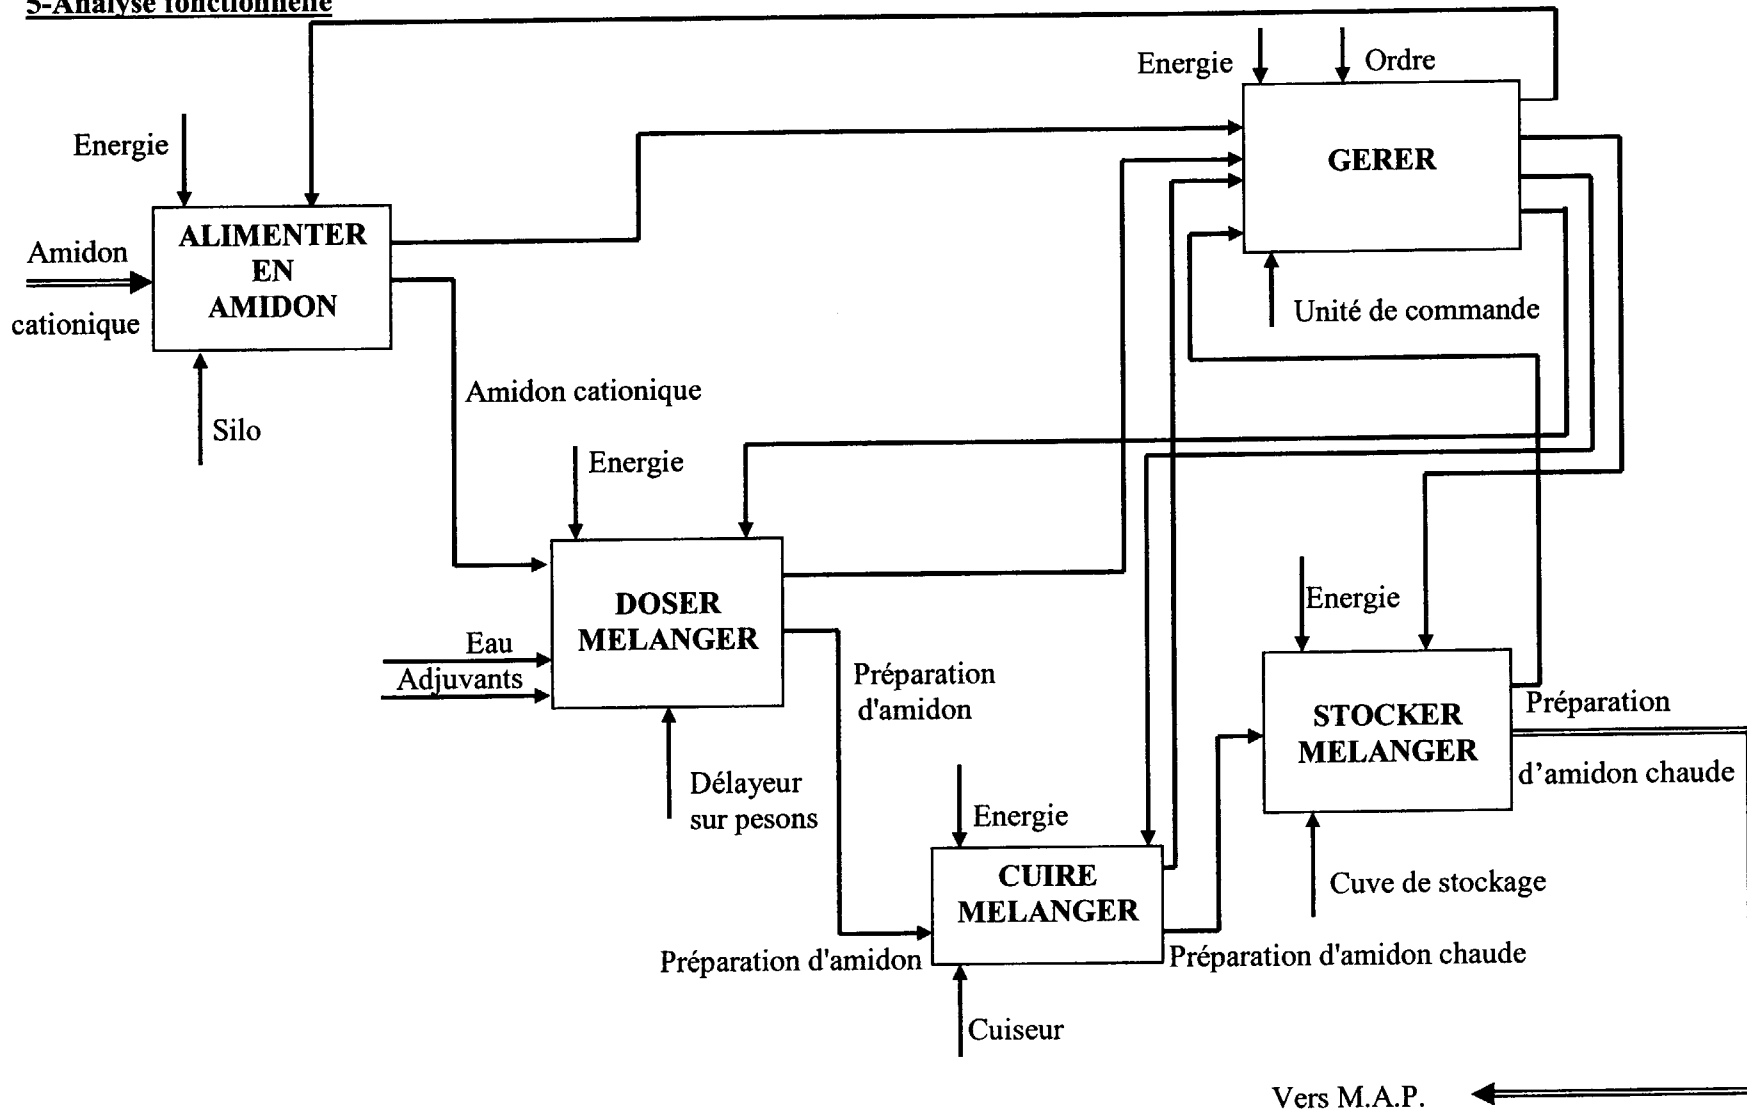 5-Analyse fonctionnelle
Energie
Ordre
GERER
Unité de commande
Energie
Amidon
cationique
ALIMENTER
EN
AMIDON
Silo
Amidon cationique
Energie
DOSER
MELANGER
Eau
Adjuvants
Délayeur
sur pesons
Préparation
d'amidon
Energie
STOCKER
MELANGER
Préparation
d’amidon chaude
Cuve de stockage
Energie
CUIRE
MELANGER
Préparation d'amidon
Préparation d'amidon chaude
Cuiseur
Vers M.A.P.